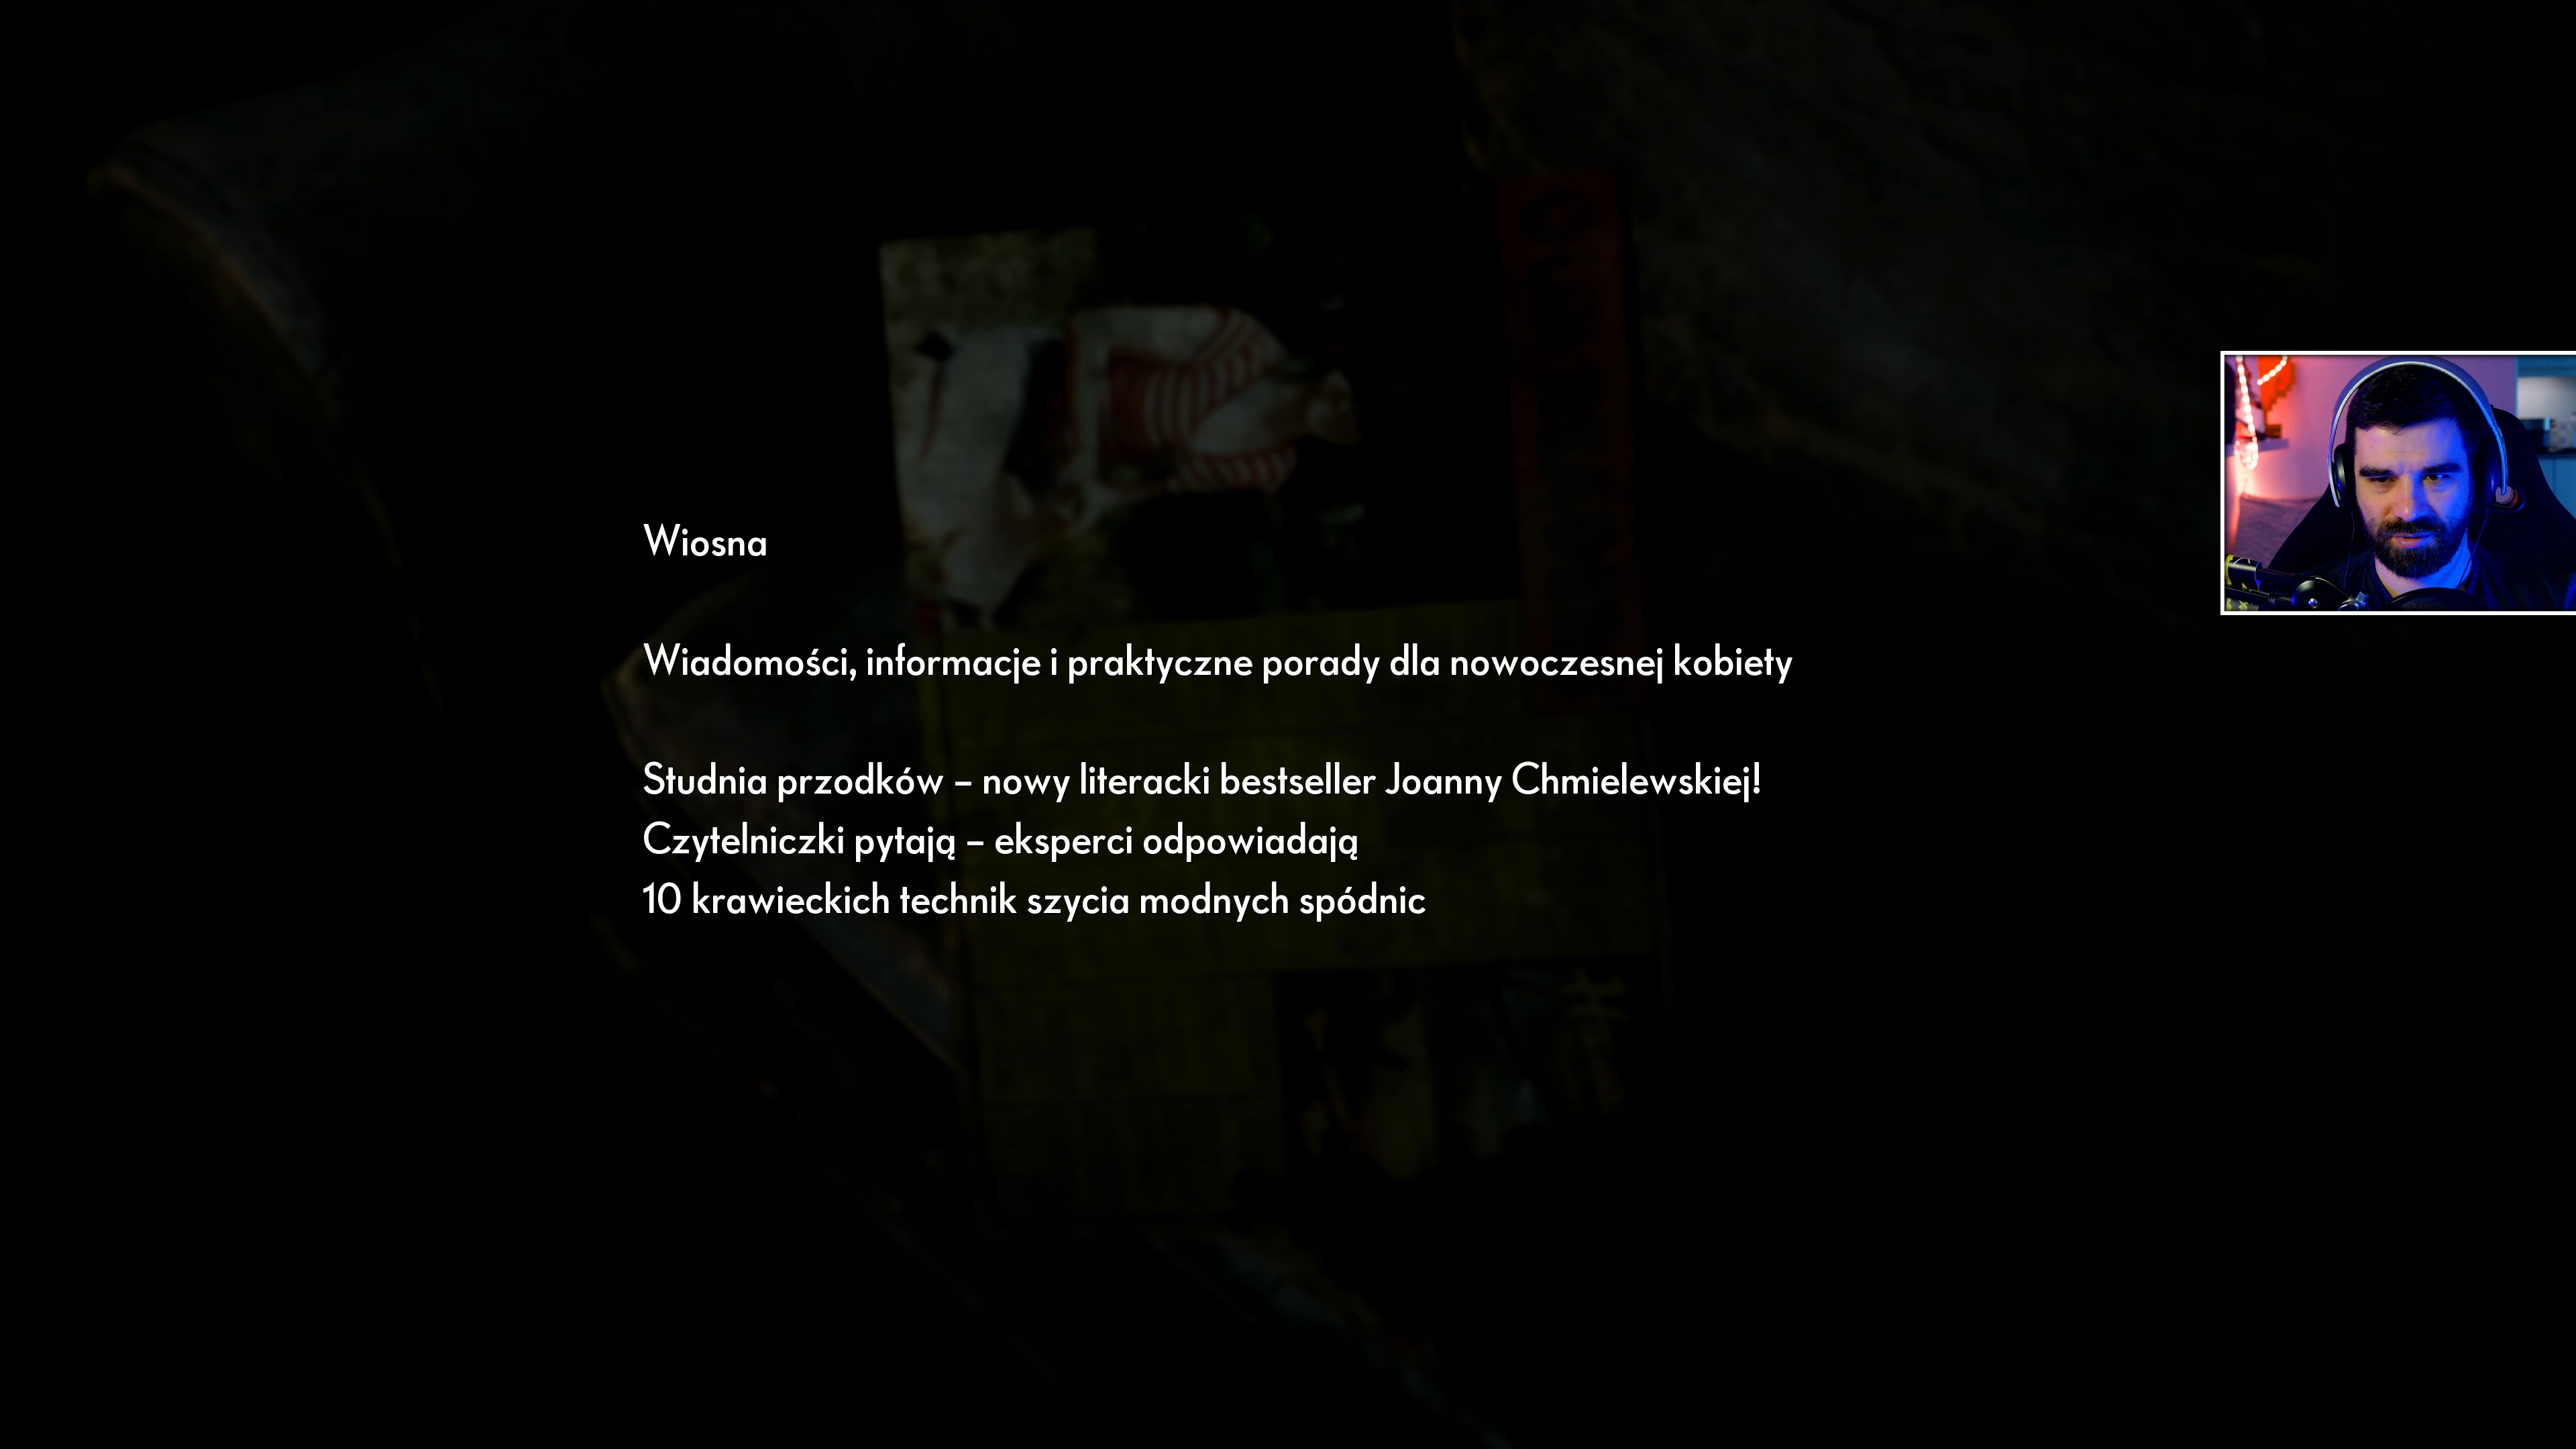 Wiosna
Wiadomości, informacje i praktyczne porady dla nowoczesnej kobiety
Studnia przodków – nowy literacki bestseller Joanny Chmielewskiej!
Czytelniczki pytają – eksperci odpowiadają
10 krawieckich technik szycia modnych spódnic